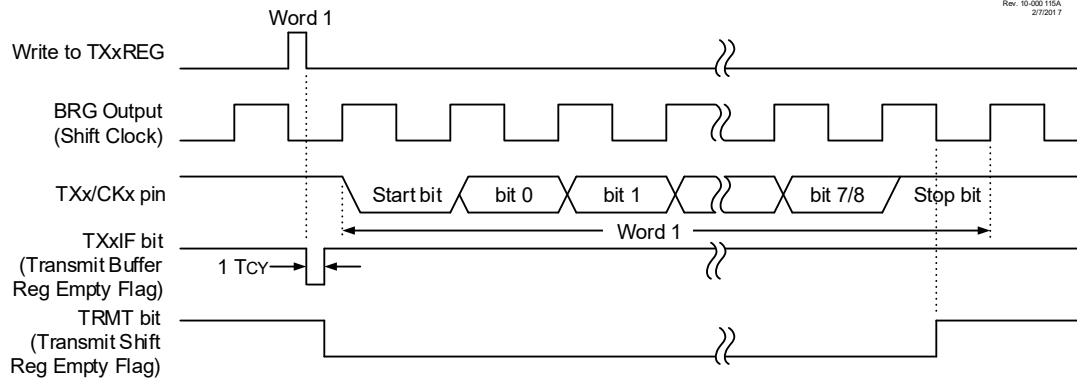 Rev. 10-000 115A
2/7/201 7
Word 1
Write to TXxREG
BRG Output
(Shift Clock)
TXx/CKx pin
Start bit
bit 0
bit 1
bit 7/8
Stop bit
Word 1
TXxIF bit
(Transmit Buffer
Reg Empty Flag)
1 TCY
TRMT bit
(Transmit Shift
Reg Empty Flag)